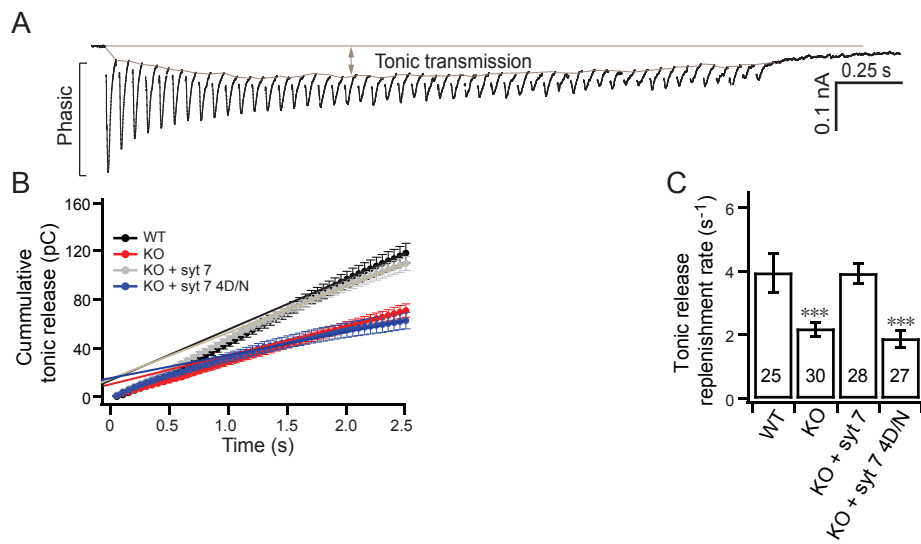 A
Tonic transmission
Phasic
0.25 s
0.1 nA
B
Cummulative
tonic release (pC)
160
120
80
40
0
WT
KO
KO + syt 7
KO + syt 7 4D/N
0
0.5
1.0
1.5
2.0
2.5
Time (s)
C
Tonic release
replenishment rate (s⁻¹)
6
4
2
0
***
***
25
30
28
27
WT
KO
KO + syt 7
KO + syt 7 4D/N